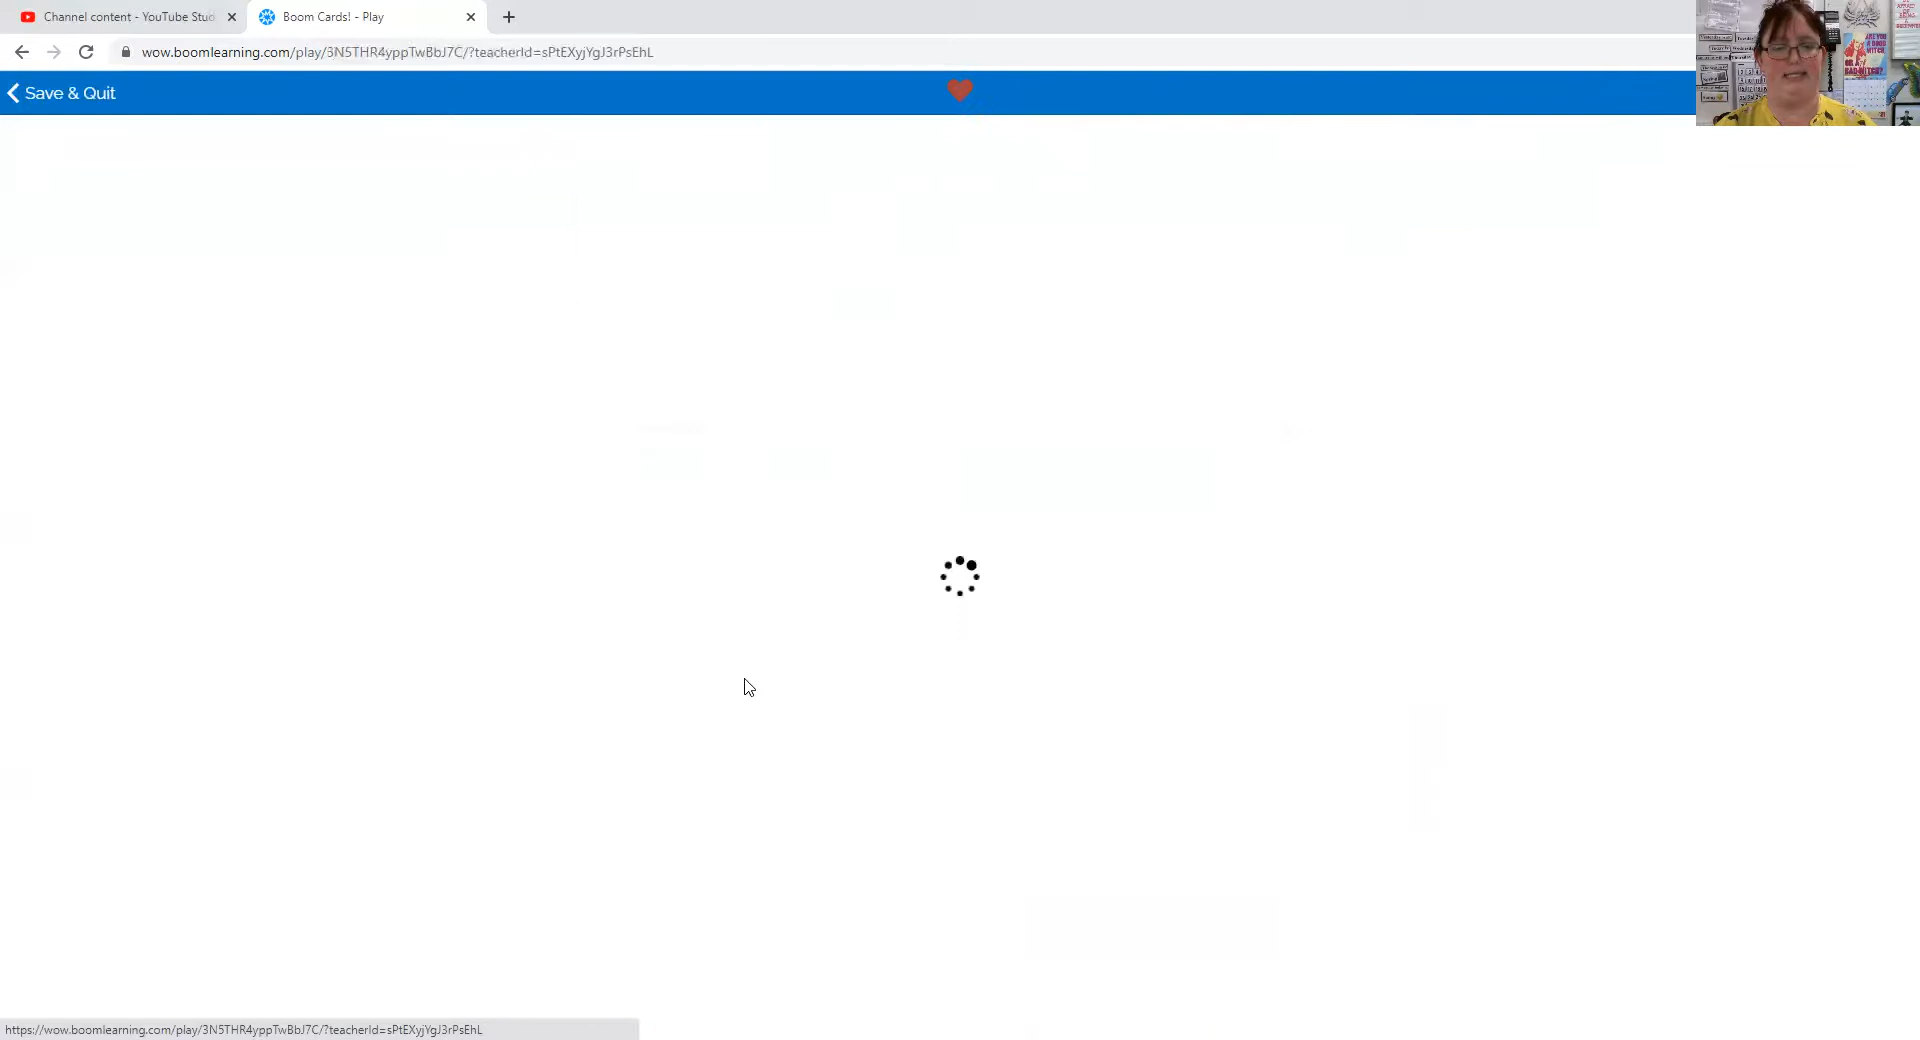 Channel content - YouTube Stu
Boom Cards! - Play
wow.boomlearning.com/play/3N5THR4yppTwBbJ7C/?teacherId=sPtEXyjYgJ3rPsEhL
Save & Quit
https://wow.boomlearning.com/play/3N5THR4yppTwBbJ7C/?teacherId=sPtEXyjYgJ3rPsEhL